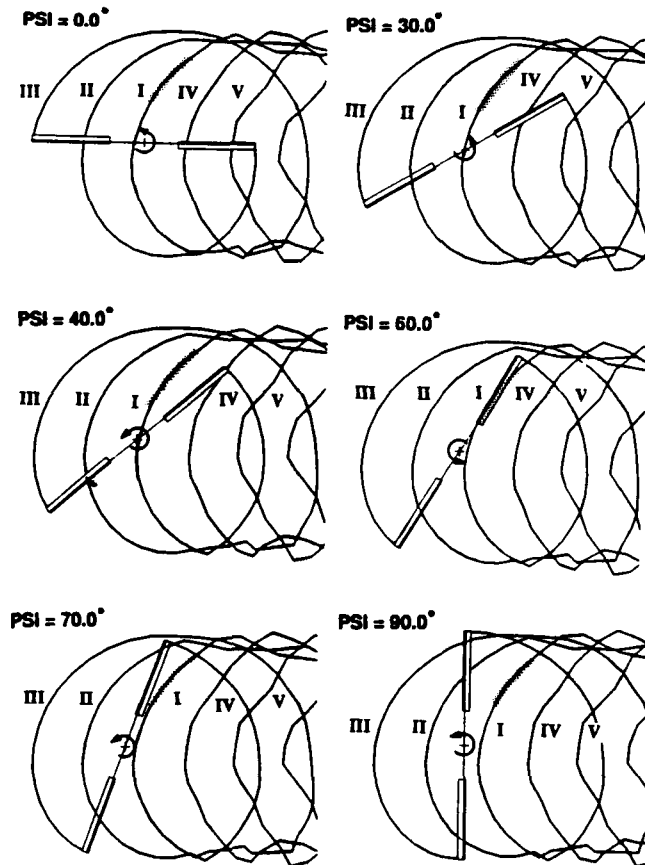 PSI = 0.0°
III II I IV V
PSI = 30.0°
III II I IV V
PSI = 40.0°
III II I IV V
PSI = 60.0°
III II I IV V
PSI = 70.0°
III II I IV V
PSI = 90.0°
III II I IV V